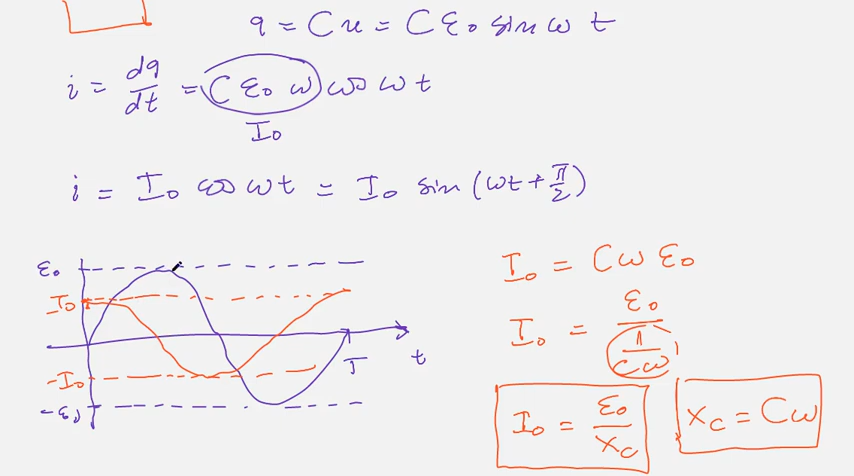 q = Cu = Cε₀ sin ω t
i = dq/dt = (Cε₀ω) cos ωt
I₀
i = I₀ cos ωt = I₀ sin (ωt + π/2)
ε₀
I₀
-I₀
-ε₀
T
t
I₀ = Cω ε₀
I₀ = ε₀/(1/Cω)
I₀ = ε₀/X_C
X_C = Cω